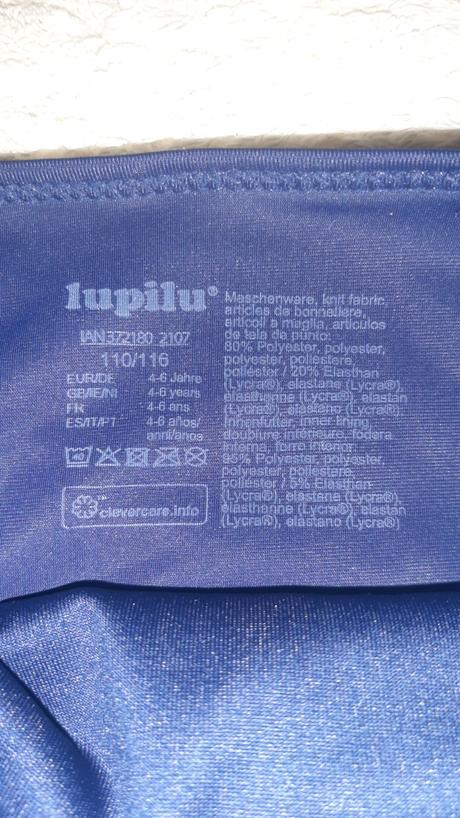 lupilu®
IAN 372180 2107
110/116
EUR/DE 4-6 Jahre
GB/IE/NI 4-6 years
FR 4-6 ans
ES/IT/PT 4-6 años/
anni/anos
40
clevercare.info™
Maschenware, knit fabric,
articles de bonneterie,
articoli a maglia, artículos
de tela de punto:
80% Polyester, polyester,
polyester, poliestere,
poliéster / 20% Elasthan
(Lycra®), elastane (Lycra®),
élasthanne (Lycra®), elastan
(Lycra®), elastano (Lycra®)
Innenfutter, inner lining,
doublure intérieure, fodera
interna, forro interior:
95% Polyester, polyester,
polyester, poliestere,
poliéster / 5% Elasthan
(Lycra®), elastane (Lycra®),
élasthanne (Lycra®), elastan
(Lycra®), elastano (Lycra®)